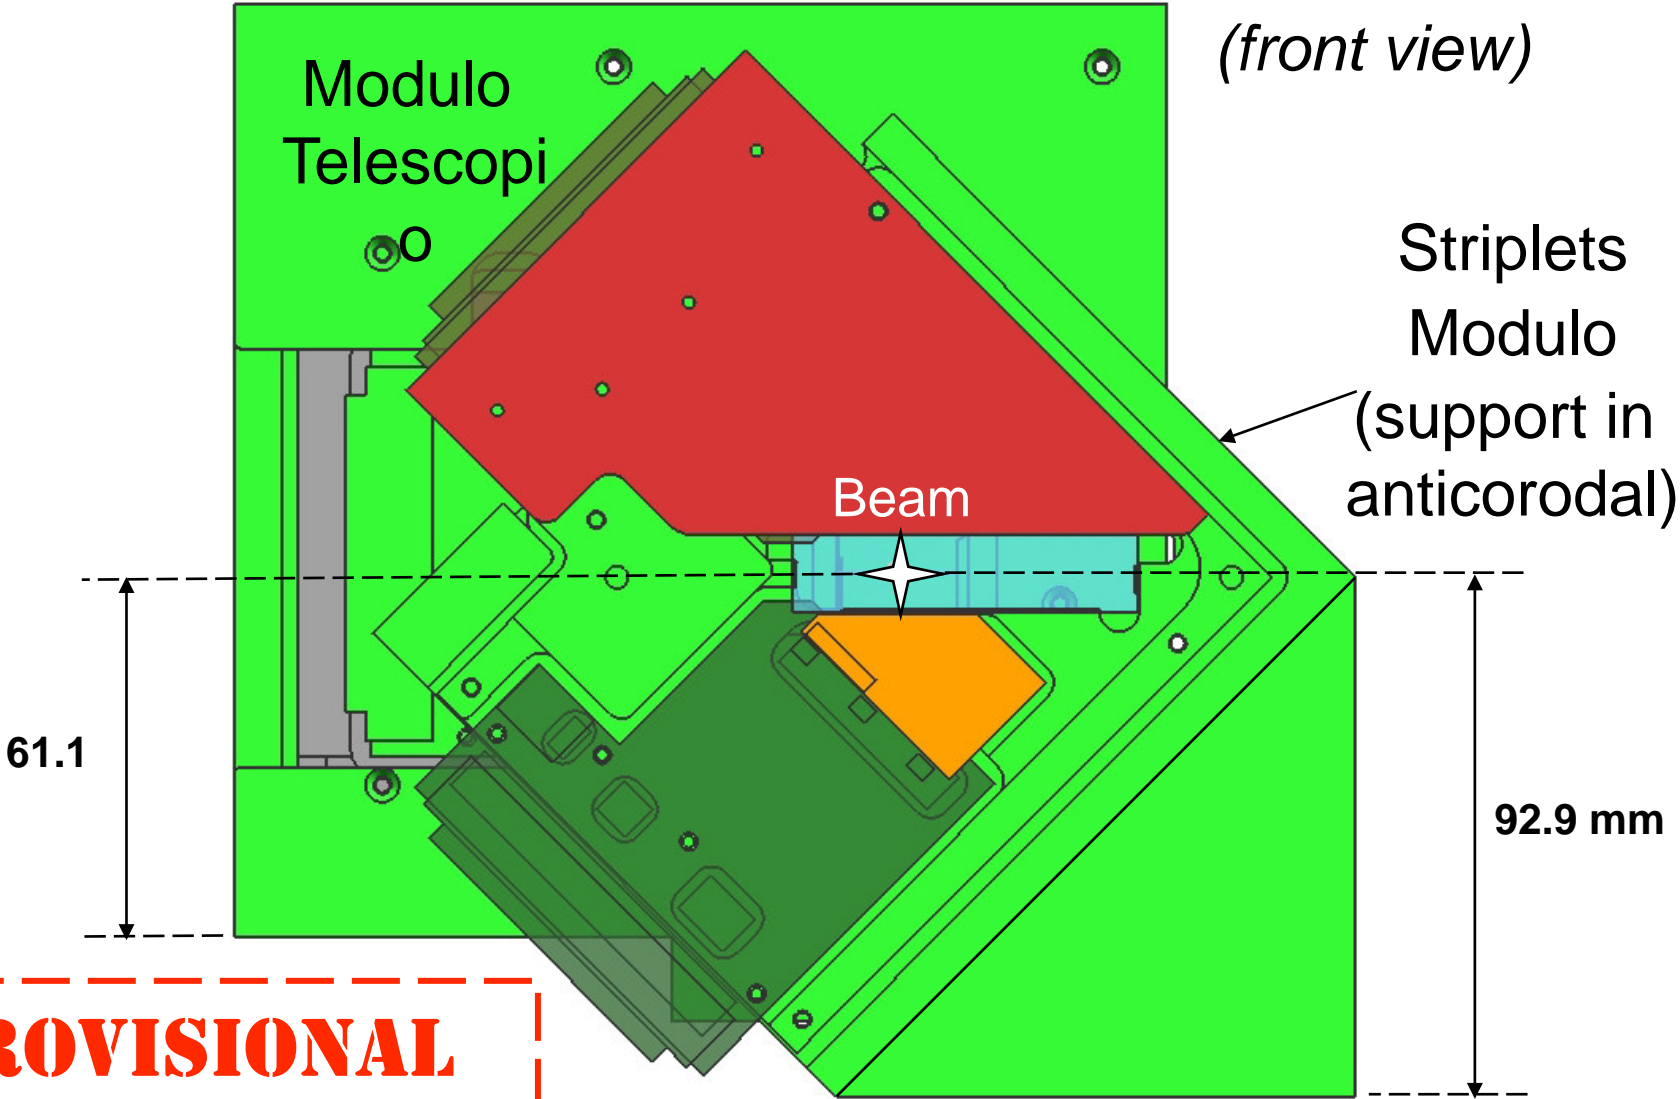 (front view)
Modulo
Telescopi
o
Striplets
Modulo
(support in
anticorodal)
Beam
61.1
92.9 mm
ROVISIONAL